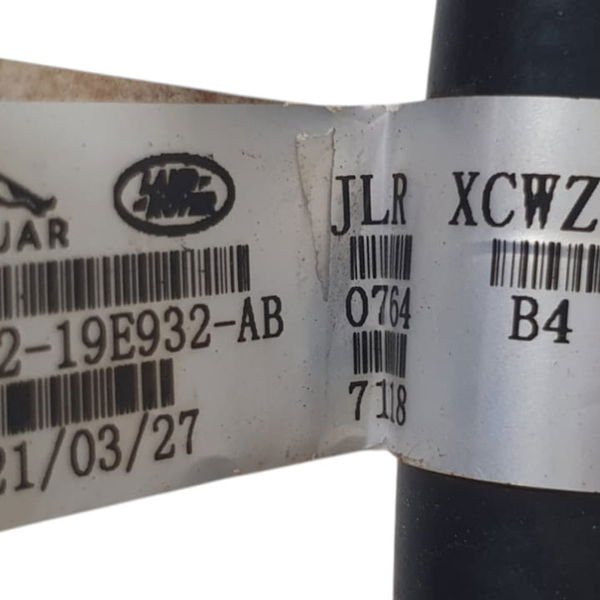 UAR LAND ROVER JLR XCWZ
2-19E932-AB 0764 B4
21/03/27 7118